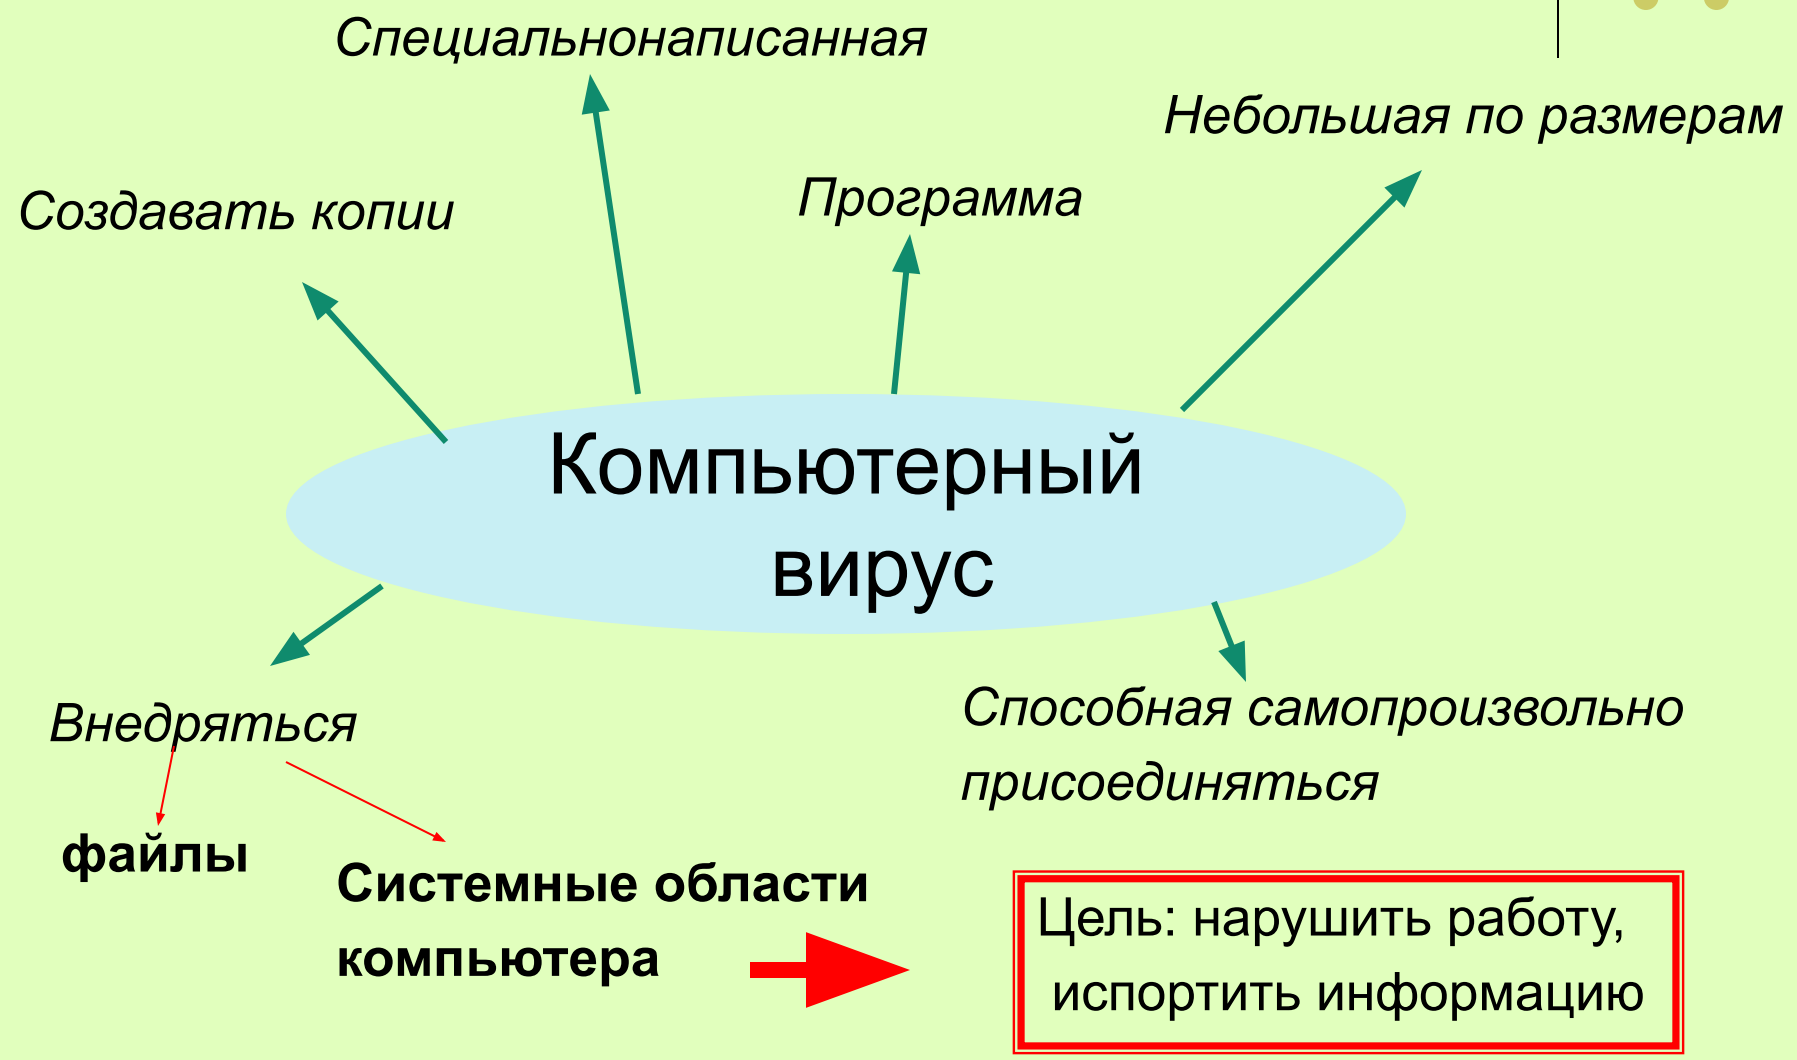 Специальнонаписанная
Небольшая по размерам
Создавать копии
Программа
Компьютерный
вирус
Внедряться
Способная самопроизвольно
присоединяться
файлы
Системные области
компьютера
Цель: нарушить работу,
испортить информацию